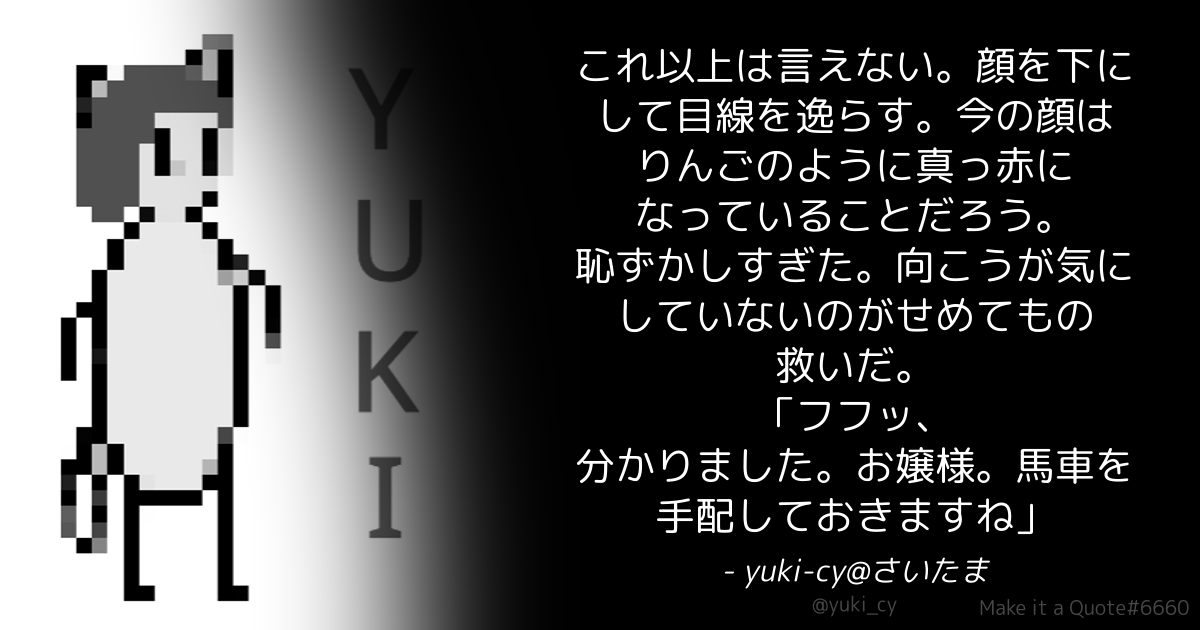 YUKI
これ以上は言えない。顔を下に
して目線を逸らす。今の顔は
りんごのように真っ赤に
なっていることだろう。
恥ずかしすぎた。向こうが気に
していないのがせめてもの
救いだ。
「フフッ、
分かりました。お嬢様。馬車を
手配しておきますね」
- yuki-cy@さいたま
@yuki_cy
Make it a Quote#6660